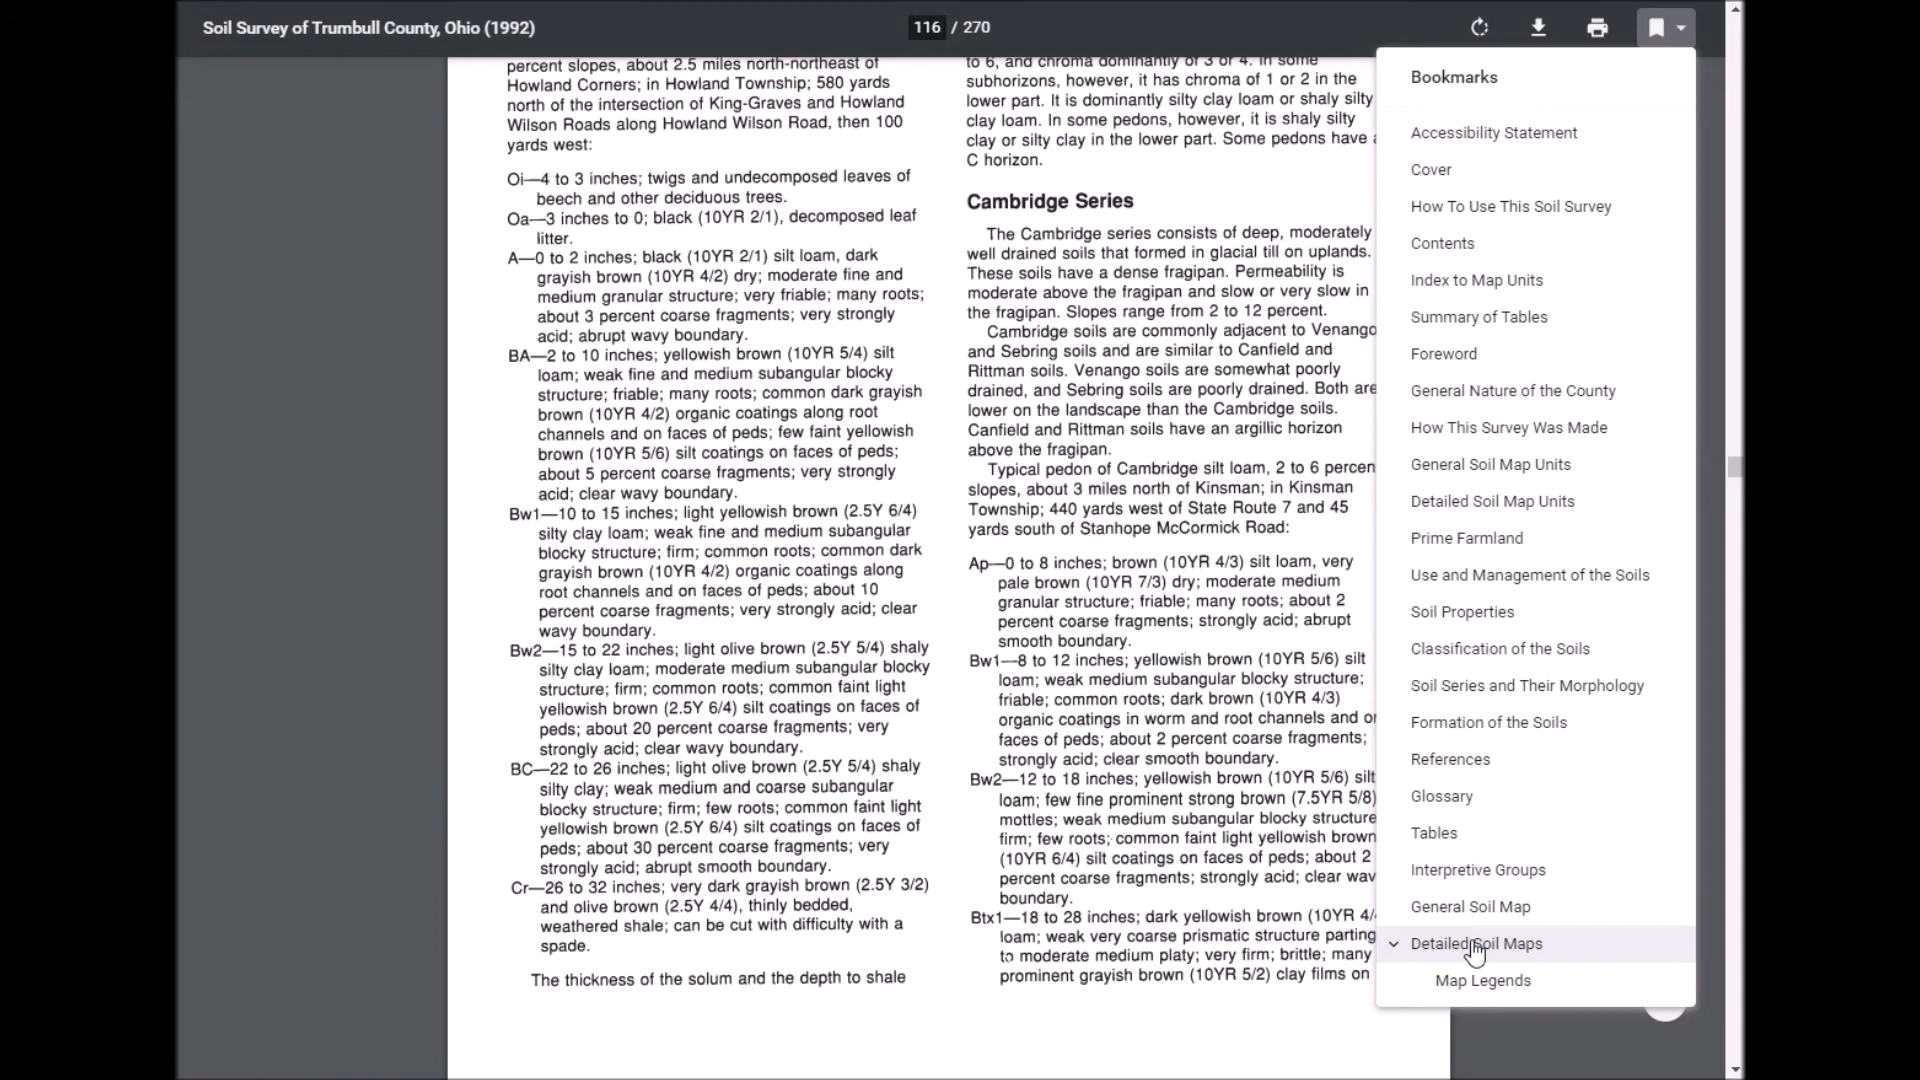 Soil Survey of Trumbull County, Ohio (1992)
116 / 270
percent slopes, about 2.5 miles north-northeast of
Howland Corners; in Howland Township; 580 yards
north of the intersection of King-Graves and Howland
Wilson Roads along Howland Wilson Road, then 100
yards west:
Oi—4 to 3 inches; twigs and undecomposed leaves of
beech and other deciduous trees.
Oa—3 inches to 0; black (10YR 2/1), decomposed leaf
litter.
A—0 to 2 inches; black (10YR 2/1) silt loam, dark
grayish brown (10YR 4/2) dry; moderate fine and
medium granular structure; very friable; many roots;
about 3 percent coarse fragments; very strongly
acid; abrupt wavy boundary.
BA—2 to 10 inches; yellowish brown (10YR 5/4) silt
loam; weak fine and medium subangular blocky
structure; friable; many roots; common dark grayish
brown (10YR 4/2) organic coatings along root
channels and on faces of peds; few faint yellowish
brown (10YR 5/6) silt coatings on faces of peds;
about 5 percent coarse fragments; very strongly
acid; clear wavy boundary.
Bw1—10 to 15 inches; light yellowish brown (2.5Y 6/4)
silty clay loam; weak fine and medium subangular
blocky structure; firm; common roots; common dark
grayish brown (10YR 4/2) organic coatings along
root channels and on faces of peds; about 10
percent coarse fragments; very strongly acid; clear
wavy boundary.
Bw2—15 to 22 inches; light olive brown (2.5Y 5/4) shaly
silty clay loam; moderate medium subangular blocky
structure; firm; common roots; common faint light
yellowish brown (2.5Y 6/4) silt coatings on faces of
peds; about 20 percent coarse fragments; very
strongly acid; clear wavy boundary.
BC—22 to 26 inches; light olive brown (2.5Y 5/4) shaly
silty clay; weak medium and coarse subangular
blocky structure; firm; few roots; common faint light
yellowish brown (2.5Y 6/4) silt coatings on faces of
peds; about 30 percent coarse fragments; very
strongly acid; abrupt smooth boundary.
Cr—26 to 32 inches; very dark grayish brown (2.5Y 3/2)
and olive brown (2.5Y 4/4), thinly bedded,
weathered shale; can be cut with difficulty with a
spade.
The thickness of the solum and the depth to shale
to 6, and chroma dominantly of 3 or 4. In some
subhorizons, however, it has chroma of 1 or 2 in the
lower part. It is dominantly silty clay loam or shaly silty
clay loam. In some pedons, however, it is shaly silty
clay or silty clay in the lower part. Some pedons have a
C horizon.
Cambridge Series
The Cambridge series consists of deep, moderately
well drained soils that formed in glacial till on uplands.
These soils have a dense fragipan. Permeability is
moderate above the fragipan and slow or very slow in
the fragipan. Slopes range from 2 to 12 percent.
Cambridge soils are commonly adjacent to Venango
and Sebring soils and are similar to Canfield and
Rittman soils. Venango soils are somewhat poorly
drained, and Sebring soils are poorly drained. Both are
lower on the landscape than the Cambridge soils.
Canfield and Rittman soils have an argillic horizon
above the fragipan.
Typical pedon of Cambridge silt loam, 2 to 6 percen
slopes, about 3 miles north of Kinsman; in Kinsman
Township; 440 yards west of State Route 7 and 45
yards south of Stanhope McCormick Road:
Ap—0 to 8 inches; brown (10YR 4/3) silt loam, very
pale brown (10YR 7/3) dry; moderate medium
granular structure; friable; many roots; about 2
percent coarse fragments; strongly acid; abrupt
smooth boundary.
Bw1—8 to 12 inches; yellowish brown (10YR 5/6) silt
loam; weak medium subangular blocky structure;
friable; common roots; dark brown (10YR 4/3)
organic coatings in worm and root channels and o
faces of peds; about 2 percent coarse fragments;
strongly acid; clear smooth boundary.
Bw2—12 to 18 inches; yellowish brown (10YR 5/6) silt
loam; few fine prominent strong brown (7.5YR 5/8)
mottles; weak medium subangular blocky structure
firm; few roots; common faint light yellowish brown
(10YR 6/4) silt coatings on faces of peds; about 2
percent coarse fragments; strongly acid; clear wav
boundary.
Btx1—18 to 28 inches; dark yellowish brown (10YR 4/
loam; weak very coarse prismatic structure parting
to moderate medium platy; very firm; brittle; many
prominent grayish brown (10YR 5/2) clay films on
Bookmarks
Accessibility Statement
Cover
How To Use This Soil Survey
Contents
Index to Map Units
Summary of Tables
Foreword
General Nature of the County
How This Survey Was Made
General Soil Map Units
Detailed Soil Map Units
Prime Farmland
Use and Management of the Soils
Soil Properties
Classification of the Soils
Soil Series and Their Morphology
Formation of the Soils
References
Glossary
Tables
Interpretive Groups
General Soil Map
Detailed Soil Maps
Map Legends